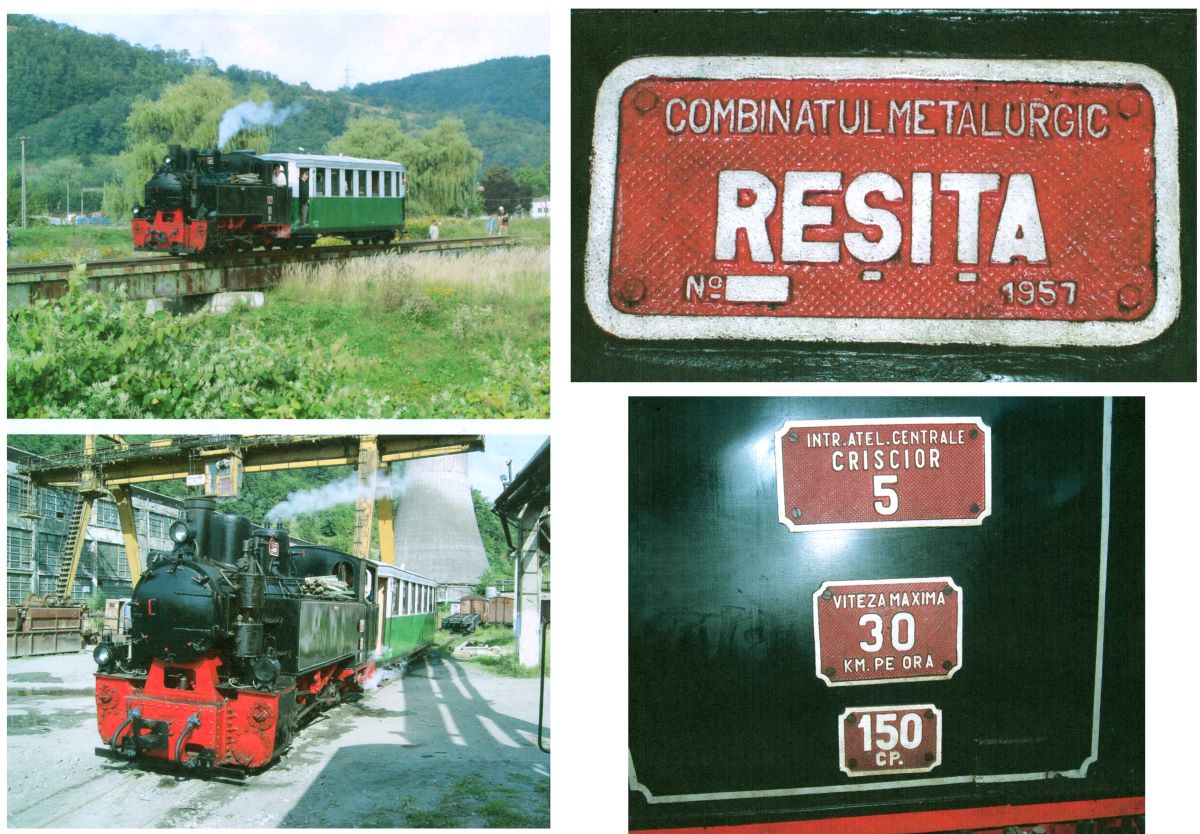 COMBINATUL METALURGIC
REȘIȚA
Nº 1957
INTR. ATEL. CENTRALE
CRISCIOR
5
VITEZA MAXIMA
30
KM. PE ORA
150
CP.